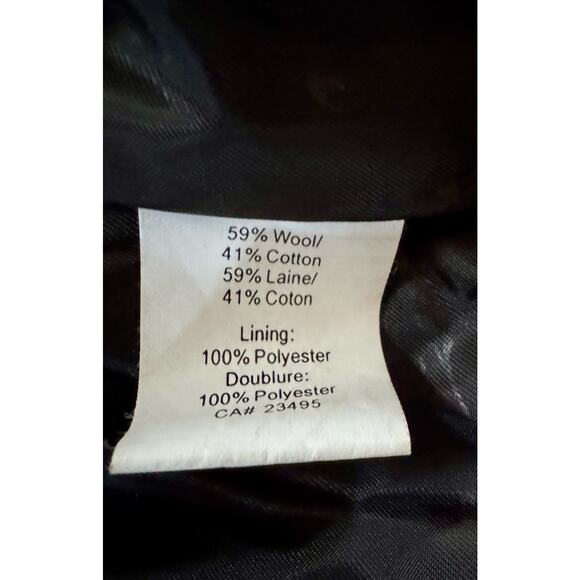 59% Wool/
41% Cotton
59% Laine/
41% Coton
Lining:
100% Polyester
Doublure:
100% Polyester
CA# 23495